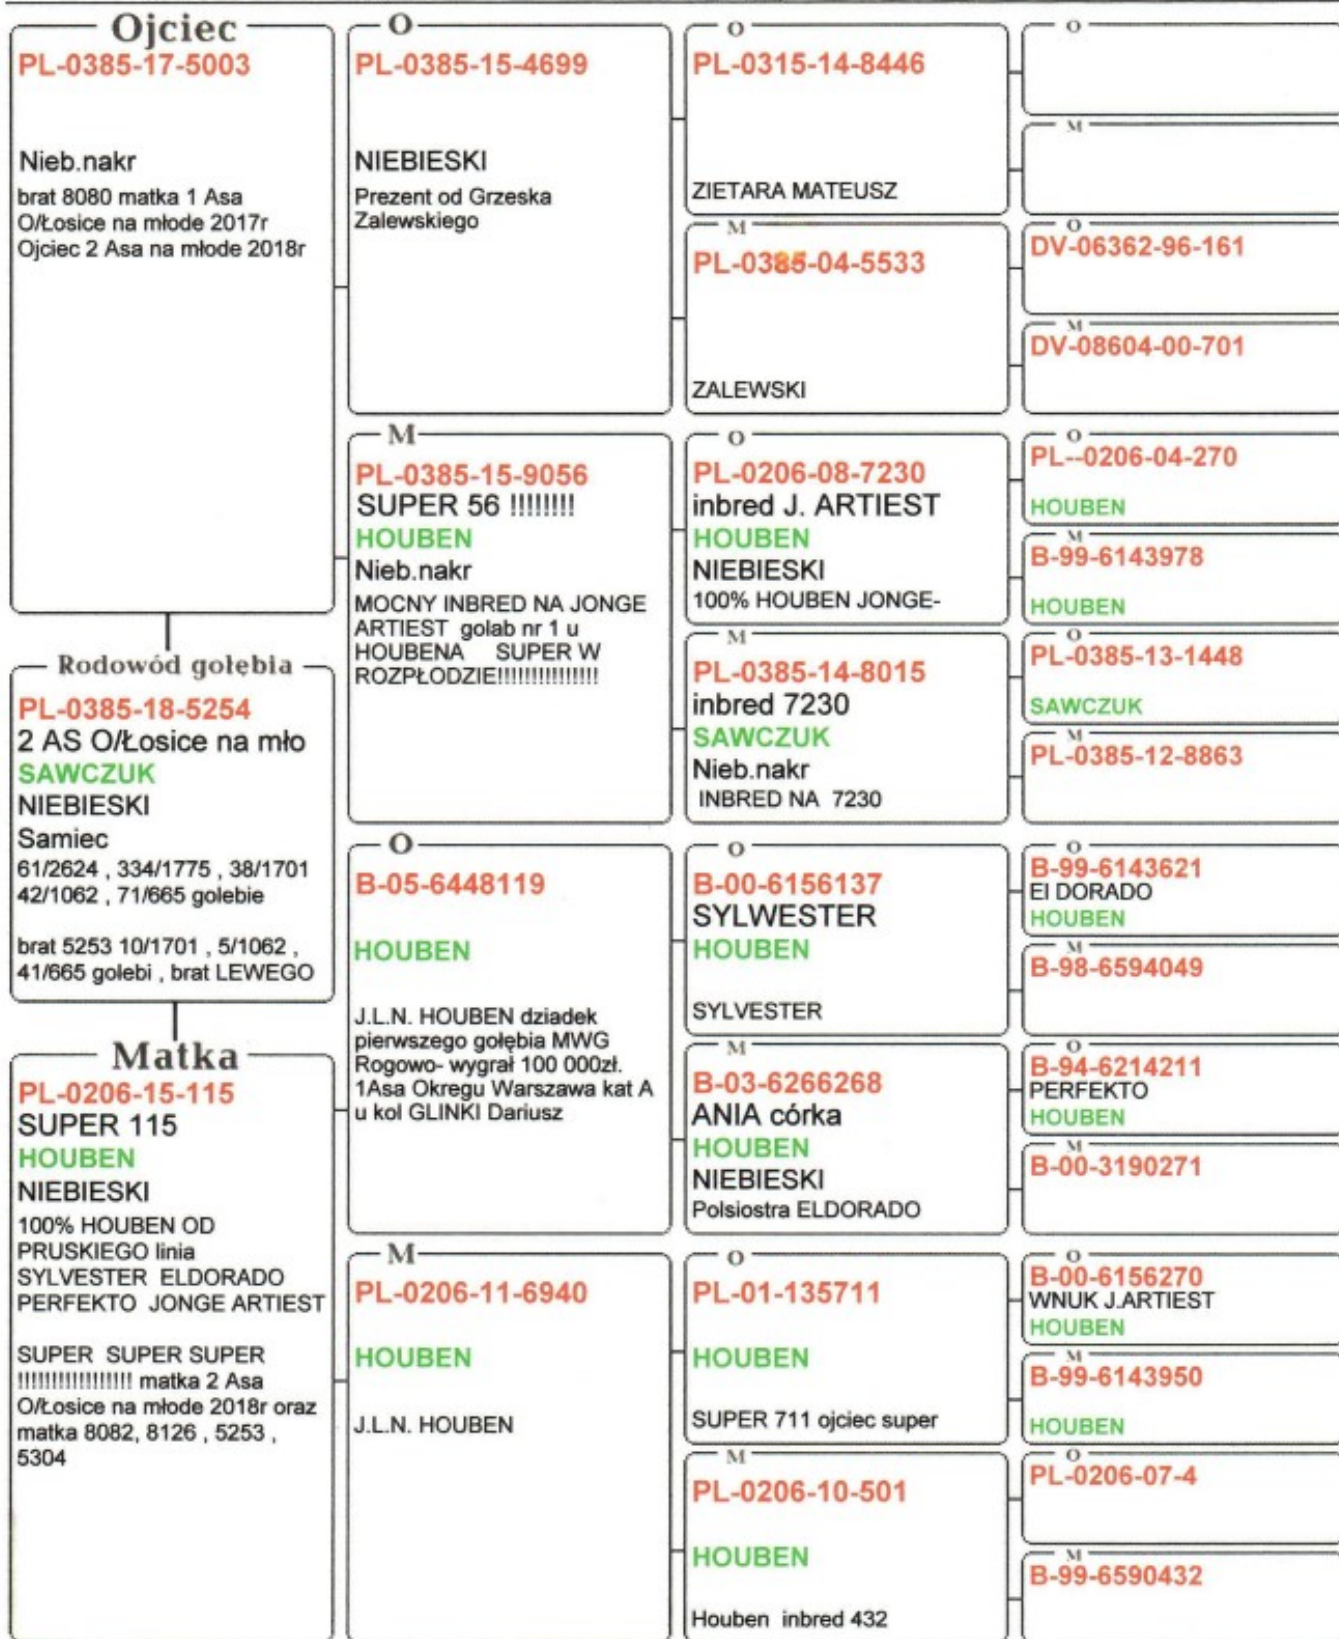 Ojciec
PL-0385-17-5003
Nieb.nakr
brat 8080 matka 1 Asa
O/Łosice na młode 2017r
Ojciec 2 Asa na młode 2018r
Rodowód gołębia
PL-0385-18-5254
2 AS O/Łosice na mło
SAWCZUK
NIEBIESKI
Samiec
61/2624 , 334/1775 , 38/1701
42/1062 , 71/665 golebie
brat 5253 10/1701 , 5/1062 ,
41/665 golebi , brat LEWEGO
Matka
PL-0206-15-115
SUPER 115
HOUBEN
NIEBIESKI
100% HOUBEN OD
PRUSKIEGO linia
SYLVESTER ELDORADO
PERFEKTO JONGE ARTIEST
SUPER SUPER SUPER
!!!!!!!!!!!!!!!!!! matka 2 Asa
O/Łosice na młode 2018r oraz
matka 8082, 8126 , 5253 ,
5304
O
PL-0385-15-4699
NIEBIESKI
Prezent od Grzeska
Zalewskiego
M
PL-0385-15-9056
SUPER 56 !!!!!!!!
HOUBEN
Nieb.nakr
MOCNY INBRED NA JONGE
ARTIEST golab nr 1 u
HOUBENA SUPER W
ROZPŁODZIE!!!!!!!!!!!!!!!
O
B-05-6448119
HOUBEN
J.L.N. HOUBEN dziadek
pierwszego gołębia MWG
Rogowo- wygrał 100 000zł.
1Asa Okregu Warszawa kat A
u kol GLINKI Dariusz
M
PL-0206-11-6940
HOUBEN
J.L.N. HOUBEN
O
PL-0315-14-8446
ZIETARA MATEUSZ
M
PL-0385-04-5533
ZALEWSKI
O
PL-0206-08-7230
inbred J. ARTIEST
HOUBEN
NIEBIESKI
100% HOUBEN JONGE-
M
PL-0385-14-8015
inbred 7230
SAWCZUK
Nieb.nakr
INBRED NA 7230
O
B-00-6156137
SYLWESTER
HOUBEN
SYLVESTER
M
B-03-6266268
ANIA córka
HOUBEN
NIEBIESKI
Polsiostra ELDORADO
O
PL-01-135711
HOUBEN
SUPER 711 ojciec super
M
PL-0206-10-501
HOUBEN
Houben inbred 432
O
M
O
DV-06362-96-161
M
DV-08604-00-701
O
PL--0206-04-270
HOUBEN
M
B-99-6143978
HOUBEN
O
PL-0385-13-1448
SAWCZUK
M
PL-0385-12-8863
O
B-99-6143621
El DORADO
HOUBEN
M
B-98-6594049
O
B-94-6214211
PERFEKTO
HOUBEN
M
B-00-3190271
O
B-00-6156270
WNUK J.ARTIEST
HOUBEN
M
B-99-6143950
HOUBEN
O
PL-0206-07-4
M
B-99-6590432